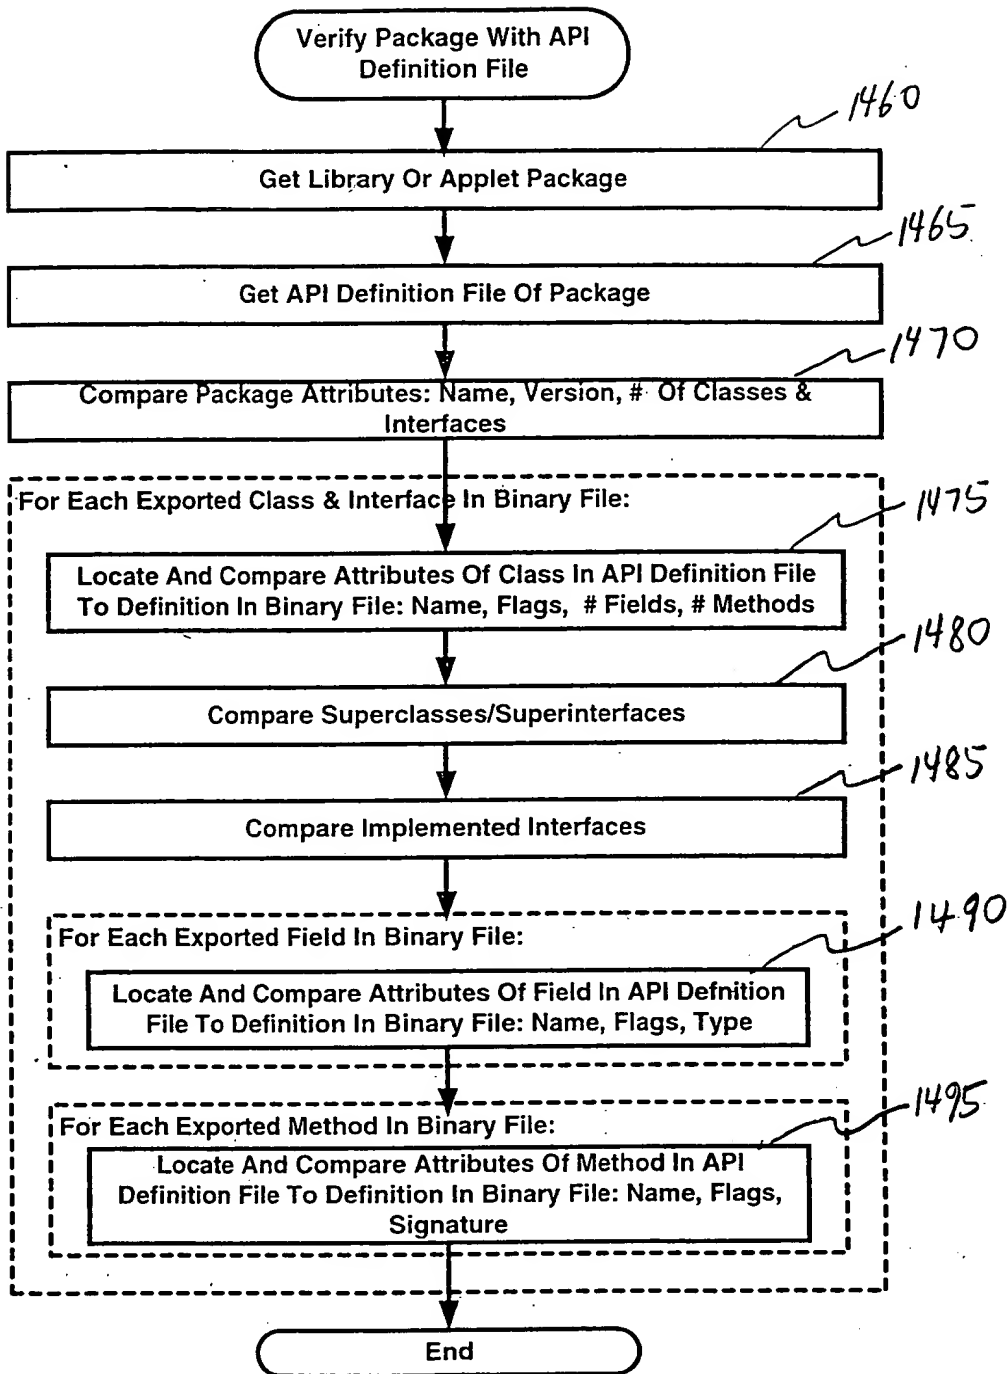 Verify Package With API
Definition File
1460
Get Library Or Applet Package
1465
Get API Definition File Of Package
1470
Compare Package Attributes: Name, Version, # Of Classes &
Interfaces
For Each Exported Class & Interface In Binary File:
1475
Locate And Compare Attributes Of Class In API Definition File
To Definition In Binary File: Name, Flags, # Fields, # Methods
1480
Compare Superclasses/Superinterfaces
1485
Compare Implemented Interfaces
1490
For Each Exported Field In Binary File:
Locate And Compare Attributes Of Field In API Defnition
File To Definition In Binary File: Name, Flags, Type
1495
For Each Exported Method In Binary File:
Locate And Compare Attributes Of Method In API
Definition File To Definition In Binary File: Name, Flags,
Signature
End